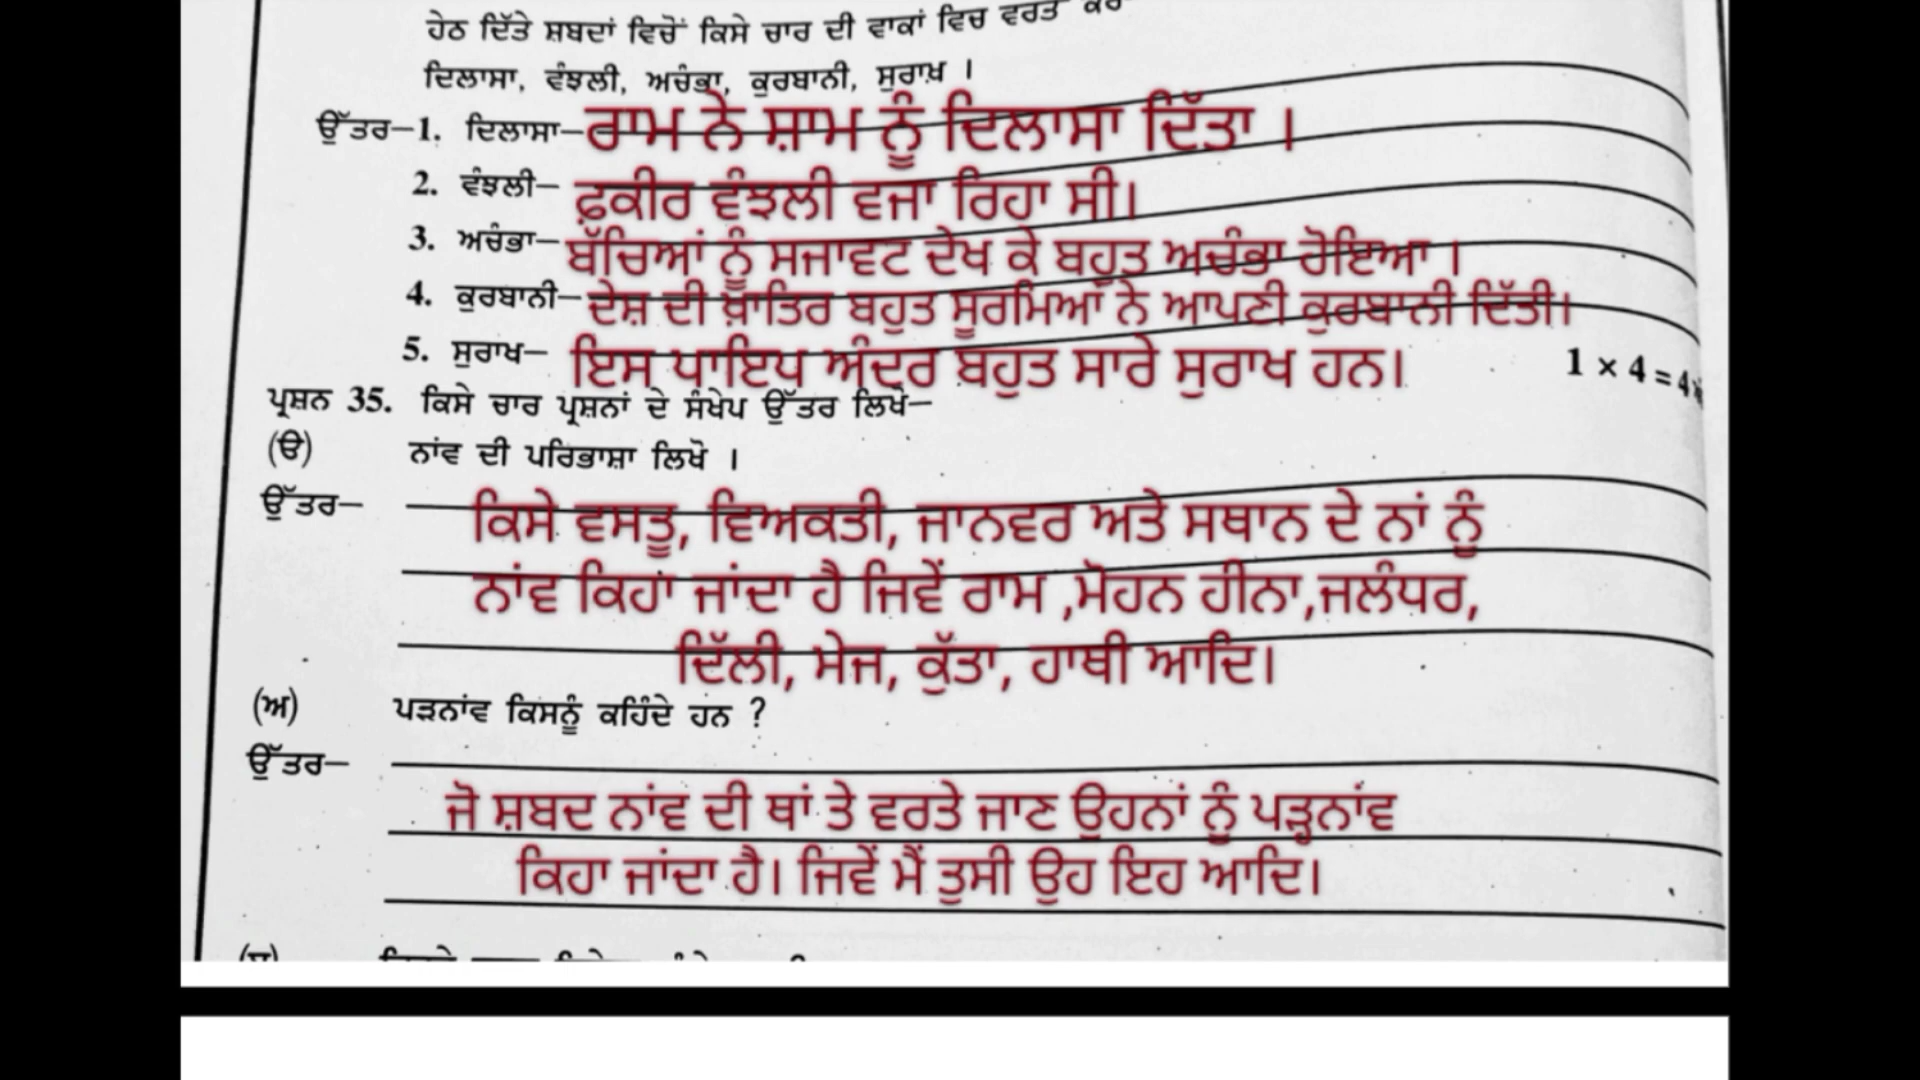 ਹੇਠ ਦਿੱਤੇ ਸ਼ਬਦਾਂ ਵਿਚੋਂ ਕਿਸੇ ਚਾਰ ਦੀ ਵਾਕਾਂ ਵਿਚ ਵਰਤੋਂ
ਦਿਲਾਸਾ, ਵੰਝਲੀ, ਅਚੰਭਾ, ਕੁਰਬਾਨੀ, ਸੁਰਾਖ਼ ।
ਉੱਤਰ—1. ਦਿਲਾਸਾ— ਰਾਮ ਨੇ ਸ਼ਾਮ ਨੂੰ ਦਿਲਾਸਾ ਦਿੱਤਾ ।
2. ਵੰਝਲੀ— ਫ਼ਕੀਰ ਵੰਝਲੀ ਵਜਾ ਰਿਹਾ ਸੀ।
3. ਅਚੰਭਾ— ਬੱਚਿਆਂ ਨੂੰ ਸਜਾਵਟ ਦੇਖ ਕੇ ਬਹੁਤ ਅਚੰਭਾ ਹੋਇਆ ।
4. ਕੁਰਬਾਨੀ— ਦੇਸ਼ ਦੀ ਖ਼ਾਤਿਰ ਬਹੁਤ ਸੂਰਮਿਆਂ ਨੇ ਆਪਣੀ ਕੁਰਬਾਨੀ ਦਿੱਤੀ।
5. ਸੁਰਾਖ— ਇਸ ਪਾਇਪ ਅੰਦਰ ਬਹੁਤ ਸਾਰੇ ਸੁਰਾਖ ਹਨ। 1 × 4 = 4
ਪ੍ਰਸ਼ਨ 35. ਕਿਸੇ ਚਾਰ ਪ੍ਰਸ਼ਨਾਂ ਦੇ ਸੰਖੇਪ ਉੱਤਰ ਲਿਖੋ—
(ੳ) ਨਾਂਵ ਦੀ ਪਰਿਭਾਸ਼ਾ ਲਿਖੋ ।
ਉੱਤਰ— ਕਿਸੇ ਵਸਤੂ, ਵਿਅਕਤੀ, ਜਾਨਵਰ ਅਤੇ ਸਥਾਨ ਦੇ ਨਾਂ ਨੂੰ
ਨਾਂਵ ਕਿਹਾ ਜਾਂਦਾ ਹੈ ਜਿਵੇਂ ਰਾਮ ,ਮੋਹਨ ਹੀਨਾ,ਜਲੰਧਰ,
ਦਿੱਲੀ, ਮੇਜ, ਕੁੱਤਾ, ਹਾਥੀ ਆਦਿ।
(ਅ) ਪੜਨਾਂਵ ਕਿਸਨੂੰ ਕਹਿੰਦੇ ਹਨ ?
ਉੱਤਰ—
ਜੋ ਸ਼ਬਦ ਨਾਂਵ ਦੀ ਥਾਂ ਤੇ ਵਰਤੇ ਜਾਣ ਉਹਨਾਂ ਨੂੰ ਪੜ੍ਹਨਾਂਵ
ਕਿਹਾ ਜਾਂਦਾ ਹੈ। ਜਿਵੇਂ ਮੈਂ ਤੁਸੀ ਉਹ ਇਹ ਆਦਿ।